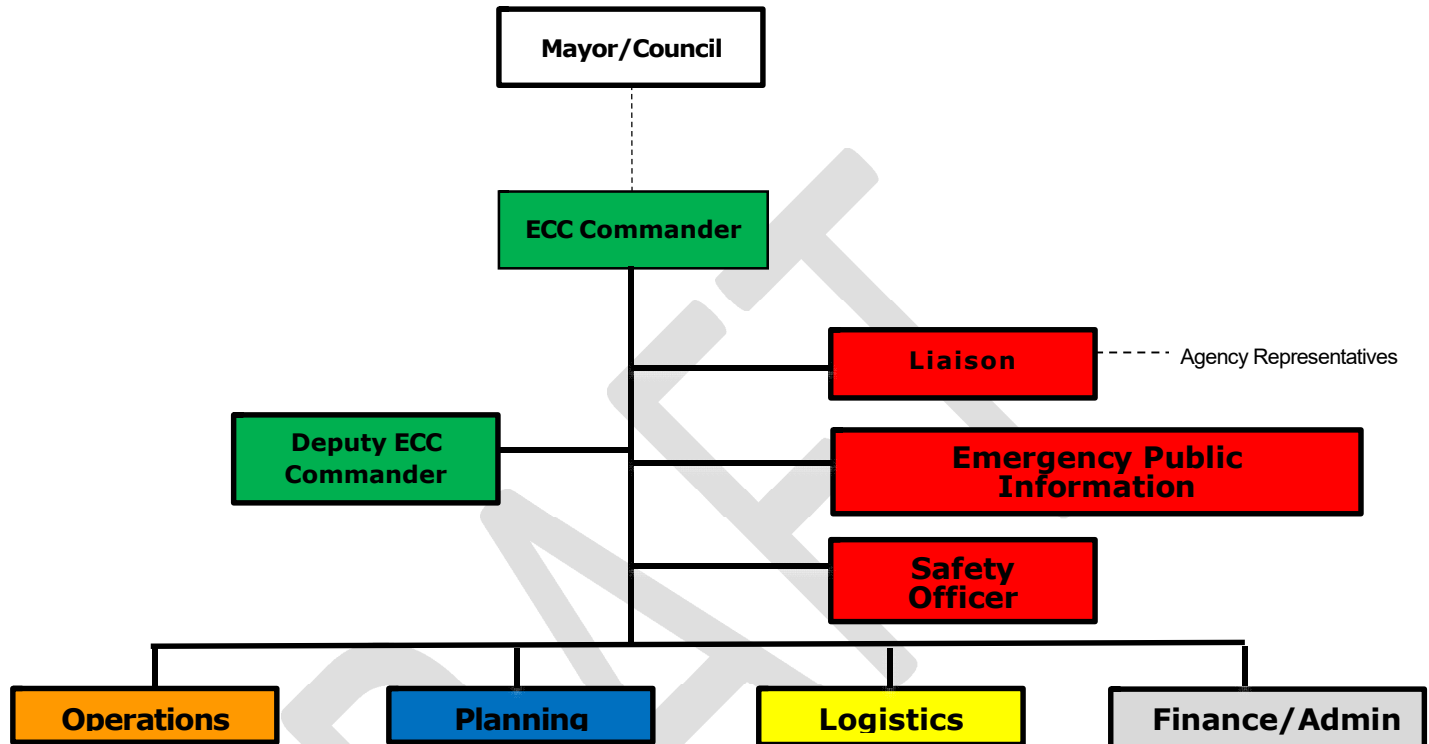 Mayor/Council
ECC Commander
Liaison
Agency Representatives
Deputy ECC
Commander
Emergency Public
Information
Safety
Officer
Operations
Planning
Logistics
Finance/Admin
DRAFT